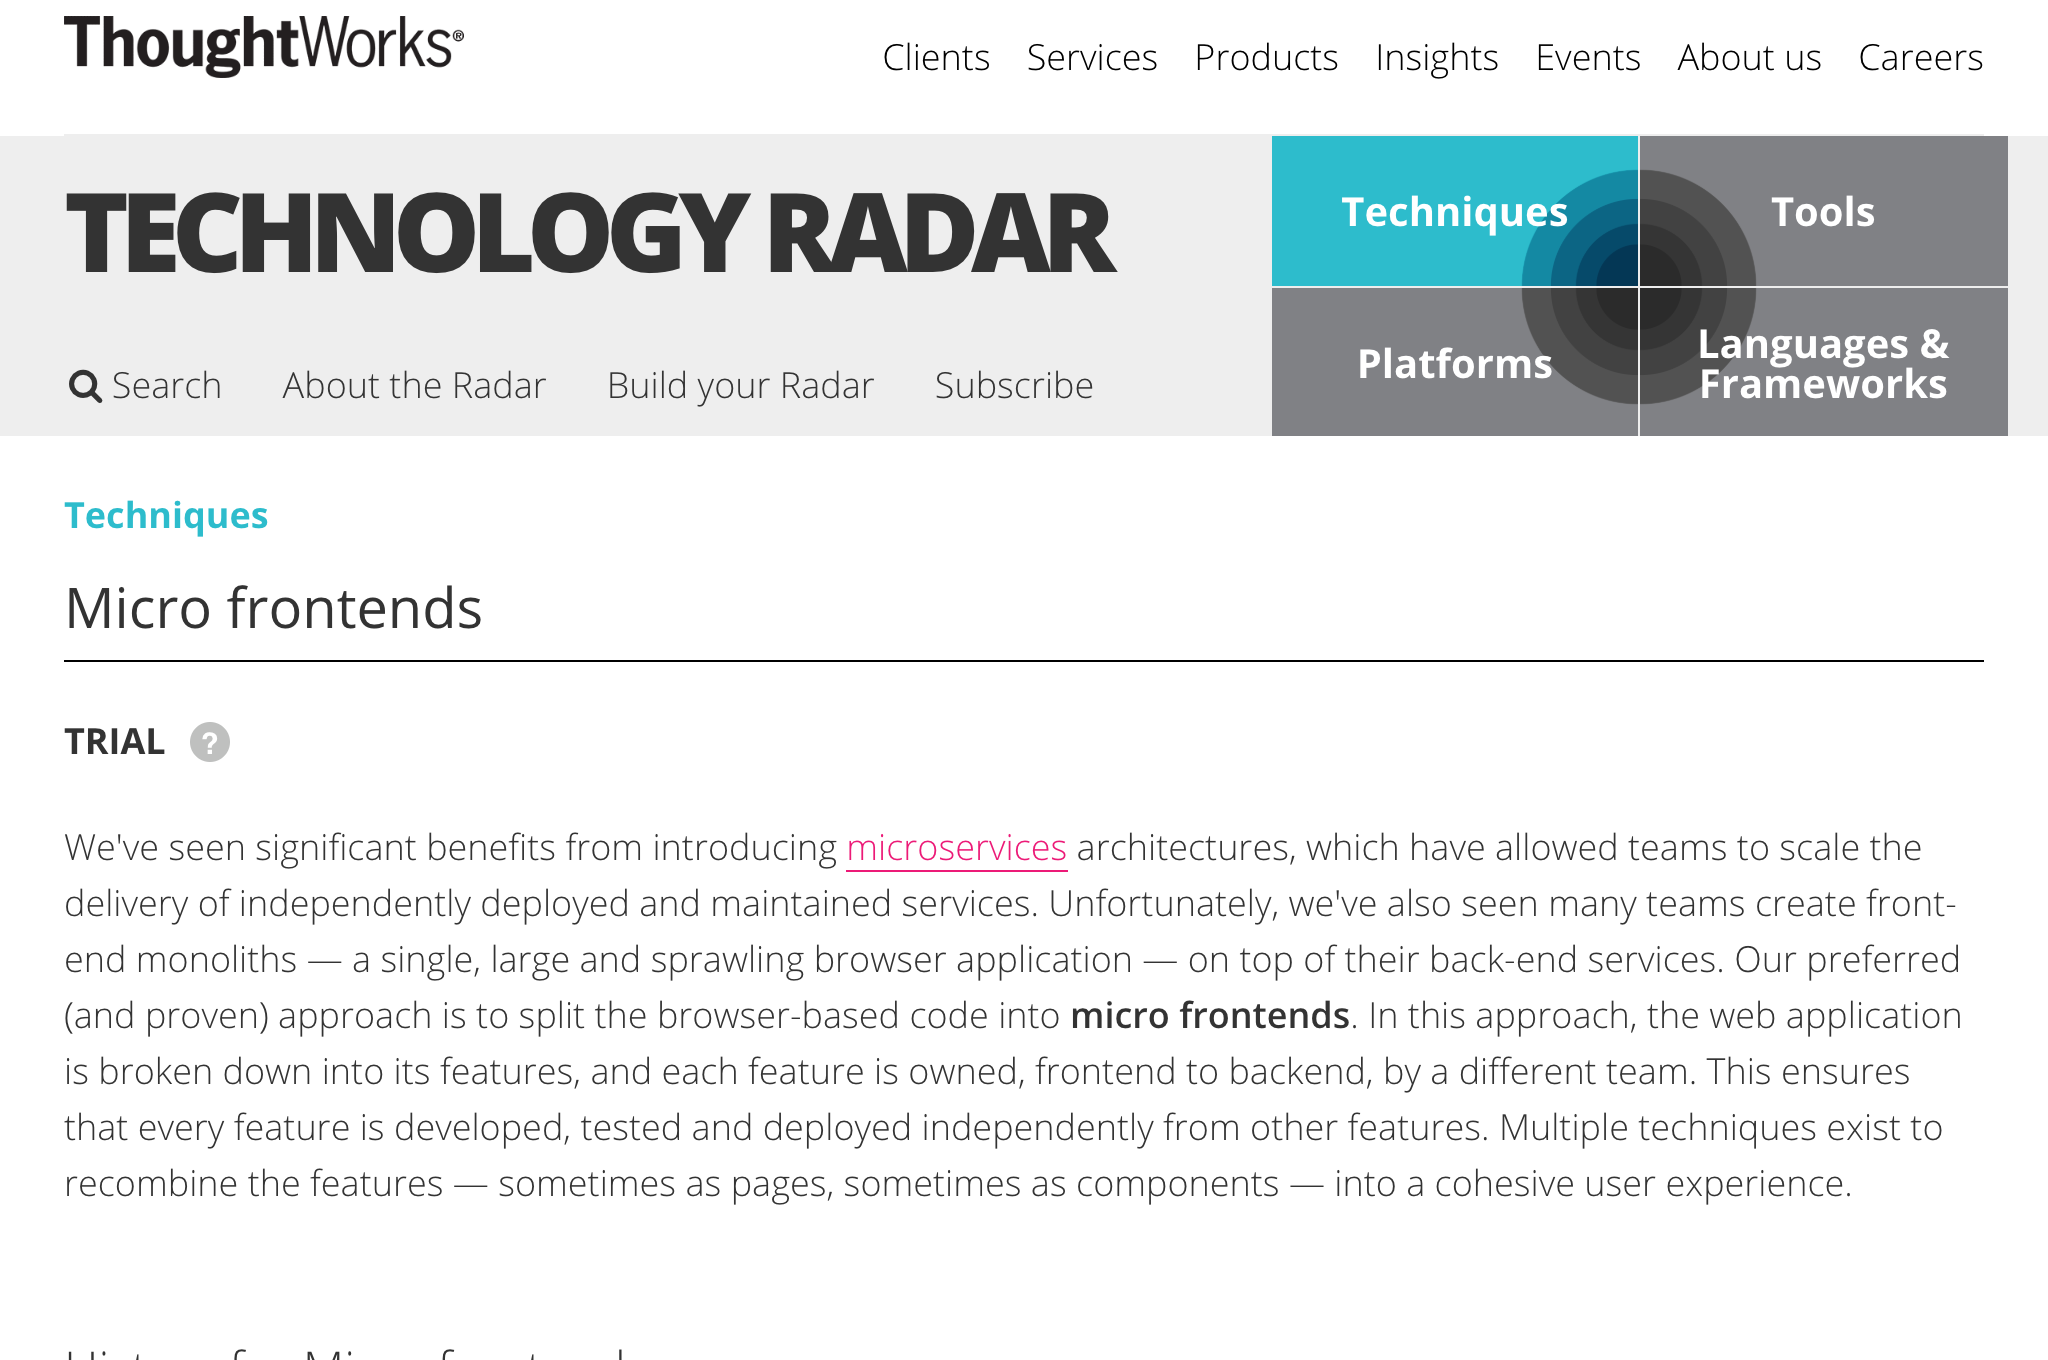 ThoughtWorks®
Clients Services Products Insights Events About us Careers
TECHNOLOGY RADAR
Search About the Radar Build your Radar Subscribe
Techniques Tools
Platforms Languages &
Frameworks
Techniques
Micro frontends
TRIAL ?
We've seen significant benefits from introducing microservices architectures, which have allowed teams to scale the
delivery of independently deployed and maintained services. Unfortunately, we've also seen many teams create front-
end monoliths — a single, large and sprawling browser application — on top of their back-end services. Our preferred
(and proven) approach is to split the browser-based code into micro frontends. In this approach, the web application
is broken down into its features, and each feature is owned, frontend to backend, by a different team. This ensures
that every feature is developed, tested and deployed independently from other features. Multiple techniques exist to
recombine the features — sometimes as pages, sometimes as components — into a cohesive user experience.